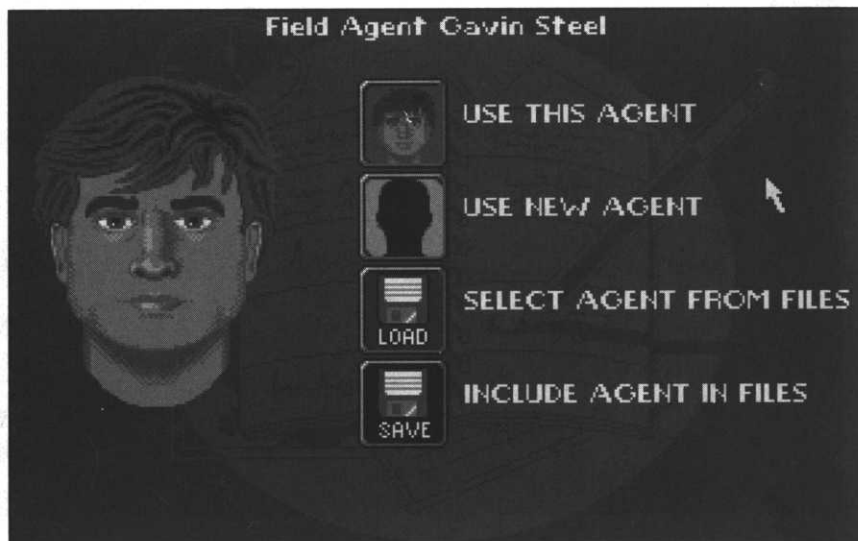 Field Agent Gavin Steel
USE THIS AGENT
USE NEW AGENT
SELECT AGENT FROM FILES
LOAD
INCLUDE AGENT IN FILES
SAVE